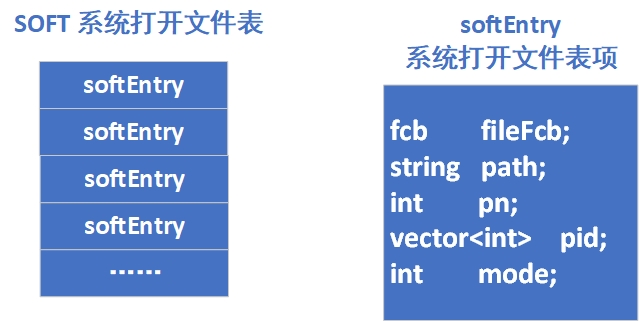 SOFT 系统打开文件表
softEntry
softEntry
softEntry
softEntry
……
softEntry
系统打开文件表项
fcb fileFcb;
string path;
int pn;
vector<int> pid;
int mode;